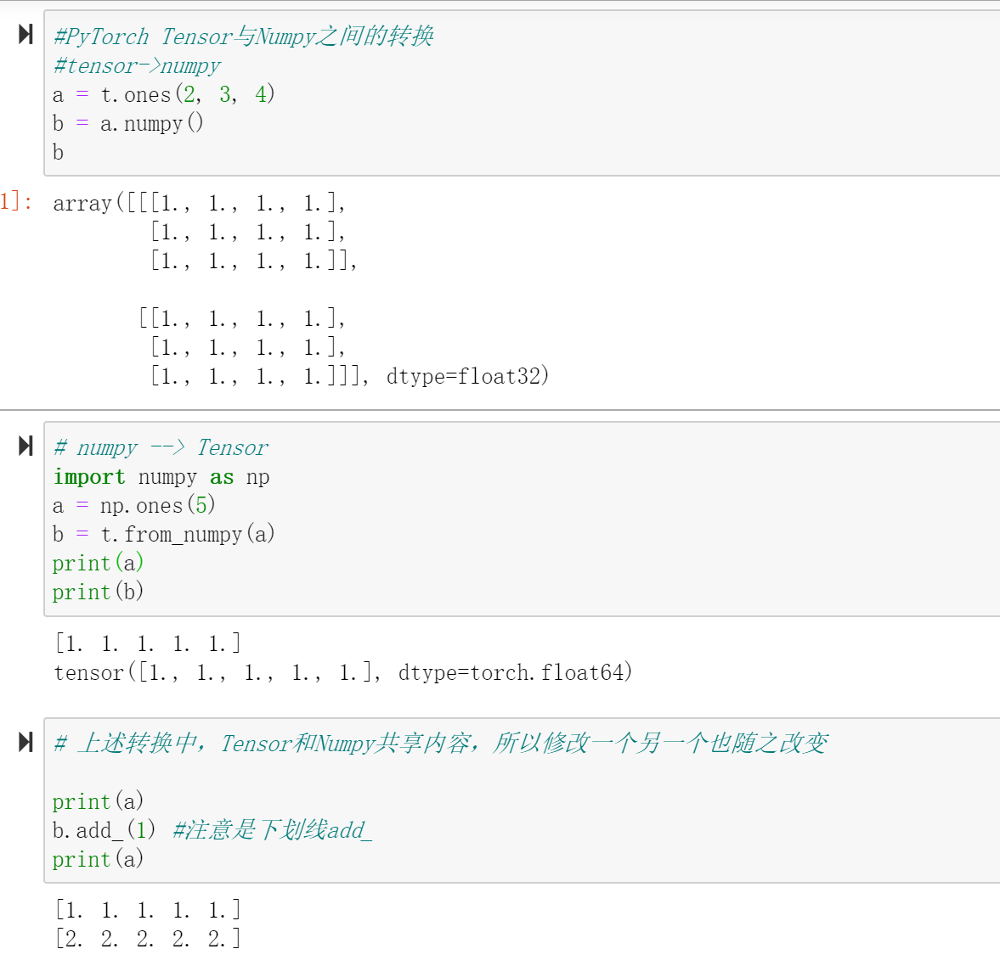 #PyTorch Tensor与Numpy之间的转换
#tensor->numpy
a = t.ones(2, 3, 4)
b = a.numpy()
b
1]: array([[[1., 1., 1., 1.],
[1., 1., 1., 1.],
[1., 1., 1., 1.]],
[[1., 1., 1., 1.],
[1., 1., 1., 1.],
[1., 1., 1., 1.]]], dtype=float32)
# numpy --> Tensor
import numpy as np
a = np.ones(5)
b = t.from_numpy(a)
print(a)
print(b)
[1. 1. 1. 1. 1.]
tensor([1., 1., 1., 1., 1.], dtype=torch.float64)
# 上述转换中，Tensor和Numpy共享内容，所以修改一个另一个也随之改变
print(a)
b.add_(1) #注意是下划线add_
print(a)
[1. 1. 1. 1. 1.]
[2. 2. 2. 2. 2.]